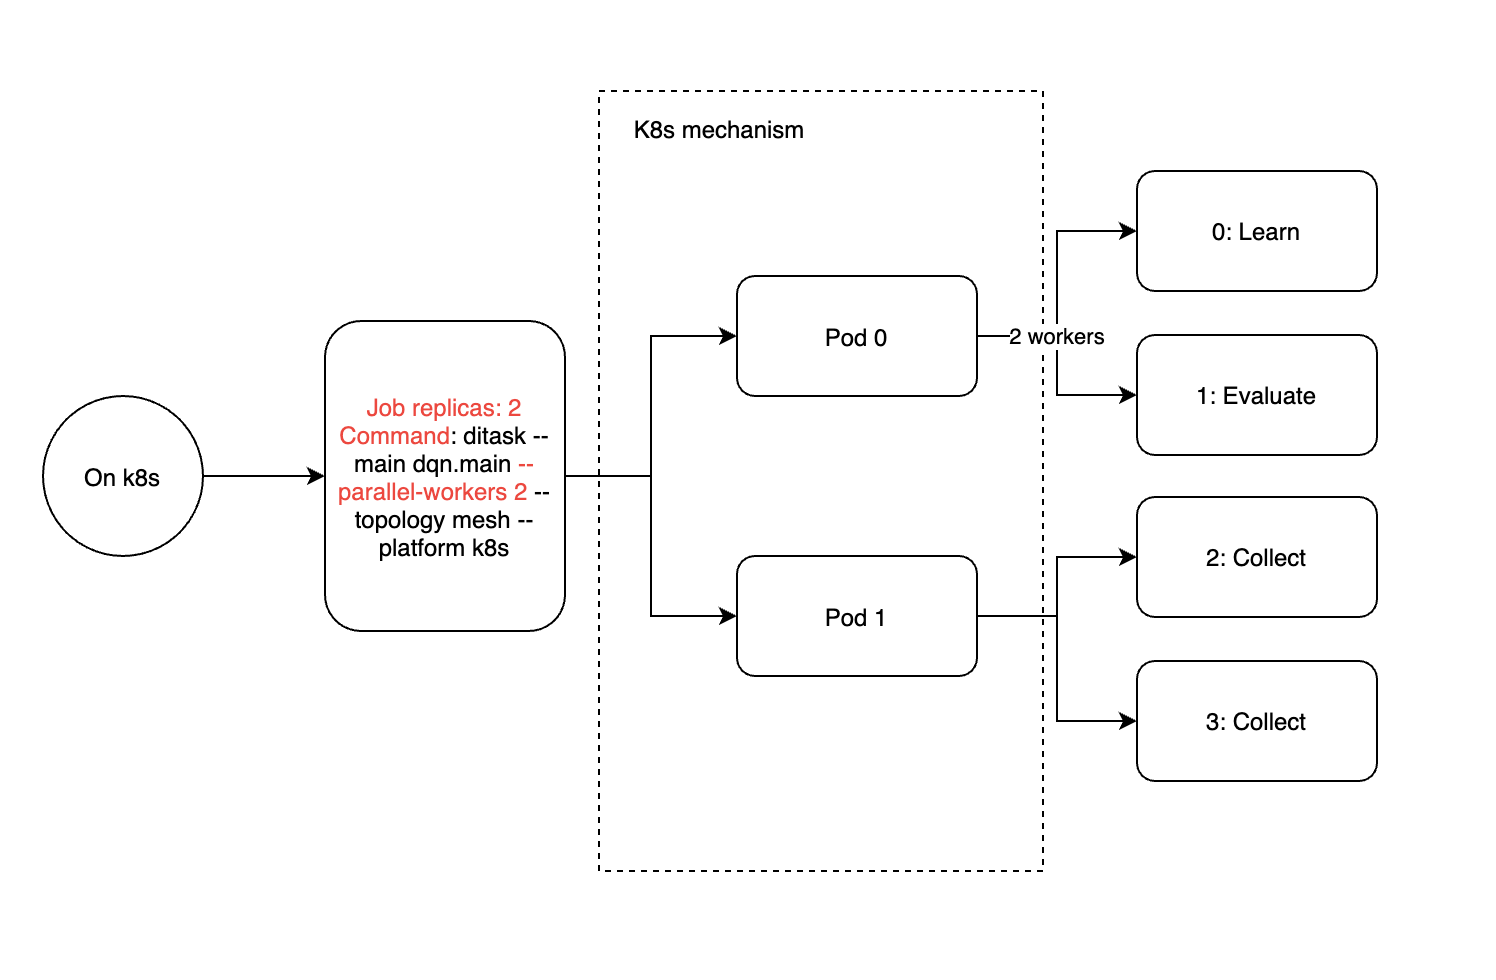 K8s mechanism
On k8s
Job replicas: 2
Command: ditask --
main dqn.main --
parallel-workers 2 --
topology mesh --
platform k8s
Pod 0
2 workers
Pod 1
0: Learn
1: Evaluate
2: Collect
3: Collect